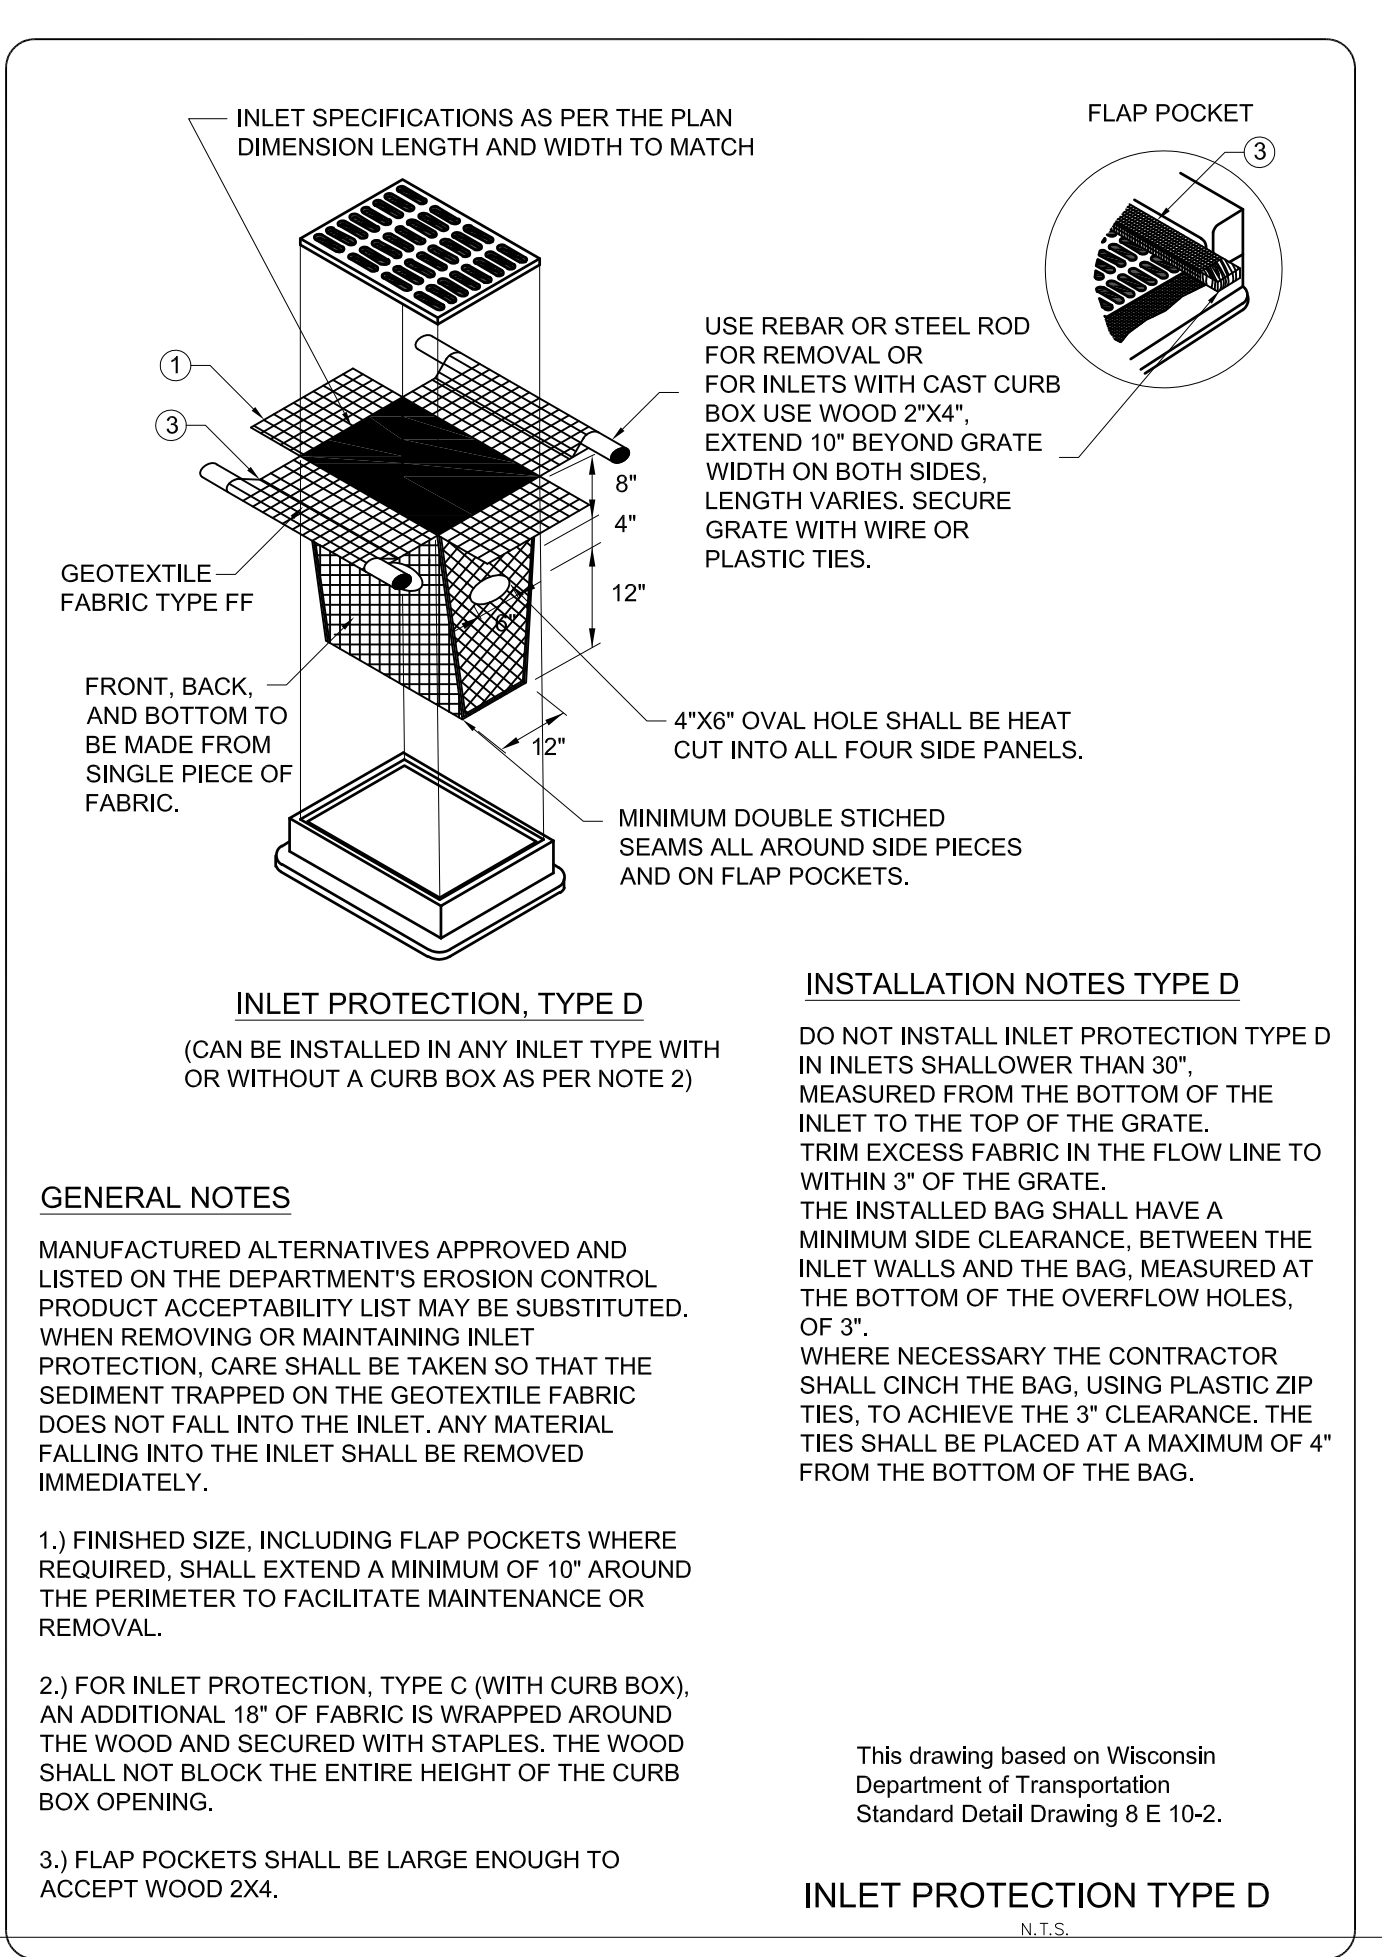 INLET SPECIFICATIONS AS PER THE PLAN
DIMENSION LENGTH AND WIDTH TO MATCH
FLAP POCKET
3
USE REBAR OR STEEL ROD
FOR REMOVAL OR
FOR INLETS WITH CAST CURB
BOX USE WOOD 2"X4",
EXTEND 10" BEYOND GRATE
WIDTH ON BOTH SIDES,
LENGTH VARIES. SECURE
GRATE WITH WIRE OR
PLASTIC TIES.
1
3
8"
4"
12"
6"
12"
GEOTEXTILE
FABRIC TYPE FF
FRONT, BACK,
AND BOTTOM TO
BE MADE FROM
SINGLE PIECE OF
FABRIC.
4"X6" OVAL HOLE SHALL BE HEAT
CUT INTO ALL FOUR SIDE PANELS.
MINIMUM DOUBLE STICHED
SEAMS ALL AROUND SIDE PIECES
AND ON FLAP POCKETS.
INLET PROTECTION, TYPE D
(CAN BE INSTALLED IN ANY INLET TYPE WITH
OR WITHOUT A CURB BOX AS PER NOTE 2)
GENERAL NOTES
MANUFACTURED ALTERNATIVES APPROVED AND
LISTED ON THE DEPARTMENT'S EROSION CONTROL
PRODUCT ACCEPTABILITY LIST MAY BE SUBSTITUTED.
WHEN REMOVING OR MAINTAINING INLET
PROTECTION, CARE SHALL BE TAKEN SO THAT THE
SEDIMENT TRAPPED ON THE GEOTEXTILE FABRIC
DOES NOT FALL INTO THE INLET. ANY MATERIAL
FALLING INTO THE INLET SHALL BE REMOVED
IMMEDIATELY.
1.) FINISHED SIZE, INCLUDING FLAP POCKETS WHERE
REQUIRED, SHALL EXTEND A MINIMUM OF 10" AROUND
THE PERIMETER TO FACILITATE MAINTENANCE OR
REMOVAL.
2.) FOR INLET PROTECTION, TYPE C (WITH CURB BOX),
AN ADDITIONAL 18" OF FABRIC IS WRAPPED AROUND
THE WOOD AND SECURED WITH STAPLES. THE WOOD
SHALL NOT BLOCK THE ENTIRE HEIGHT OF THE CURB
BOX OPENING.
3.) FLAP POCKETS SHALL BE LARGE ENOUGH TO
ACCEPT WOOD 2X4.
INSTALLATION NOTES TYPE D
DO NOT INSTALL INLET PROTECTION TYPE D
IN INLETS SHALLOWER THAN 30",
MEASURED FROM THE BOTTOM OF THE
INLET TO THE TOP OF THE GRATE.
TRIM EXCESS FABRIC IN THE FLOW LINE TO
WITHIN 3" OF THE GRATE.
THE INSTALLED BAG SHALL HAVE A
MINIMUM SIDE CLEARANCE, BETWEEN THE
INLET WALLS AND THE BAG, MEASURED AT
THE BOTTOM OF THE OVERFLOW HOLES,
OF 3".
WHERE NECESSARY THE CONTRACTOR
SHALL CINCH THE BAG, USING PLASTIC ZIP
TIES, TO ACHIEVE THE 3" CLEARANCE. THE
TIES SHALL BE PLACED AT A MAXIMUM OF 4"
FROM THE BOTTOM OF THE BAG.
This drawing based on Wisconsin
Department of Transportation
Standard Detail Drawing 8 E 10-2.
INLET PROTECTION TYPE D
N.T.S.